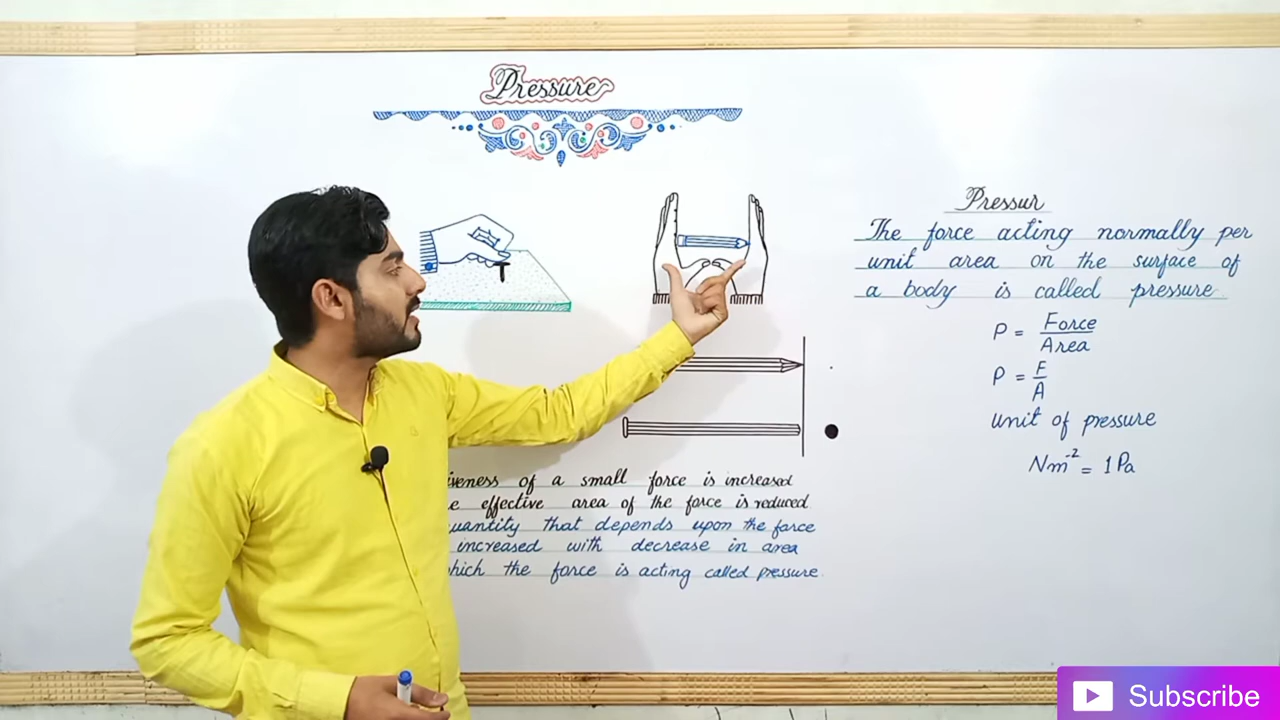 Pressure
Pressur
The force acting normally per
unit area on the surface of
a body is called pressure
P = Force
Area
P = F
A
unit of pressure
Nm⁻² = 1 Pa
of a small force is increased
effective area of the force is reduced
that depends upon the force
increased with decrease in area
the force is acting called pressure.
Subscribe